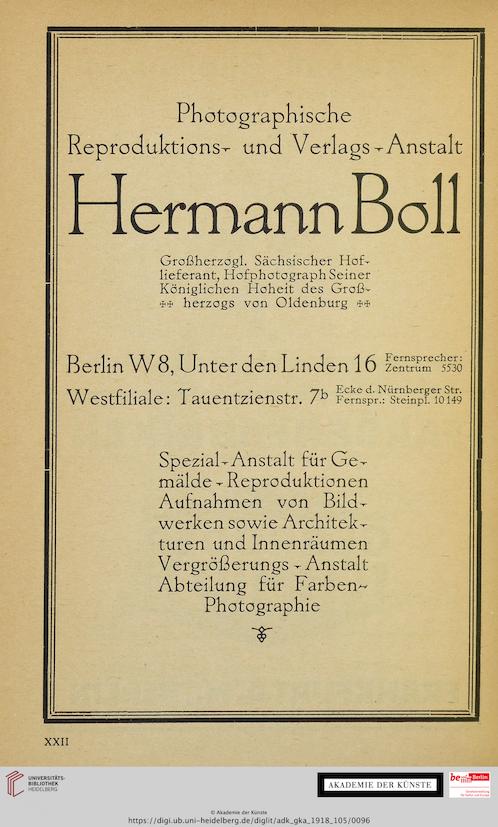 Photographische
Reproduktions- und Verlags-Anstalt
Hermann Boll
Großherzogl. Sächsischer Hof-
lieferant, Hofphotograph Seiner
Königlichen Hoheit des Groß-
herzogs von Oldenburg
Berlin W 8, Unter den Linden 16 Fernsprecher:
Zentrum 5530
Westfiliale: Tauentzienstr. 7b Ecke d. Nürnberger Str.
Fernspr.: Steinpl. 10149
Spezial-Anstalt für Ge-
mälde-Reproduktionen
Aufnahmen von Bild-
werken sowie Architek-
turen und Innenräumen
Vergrößerungs-Anstalt
Abteilung für Farben-
Photographie
XXII
UNIVERSITÄTS-
BIBLIOTHEK
HEIDELBERG
AKADEMIE DER KÜNSTE
be Berlin
© Akademie der Künste
https://digi.ub.uni-heidelberg.de/diglit/adk_gka_1918_105/0096